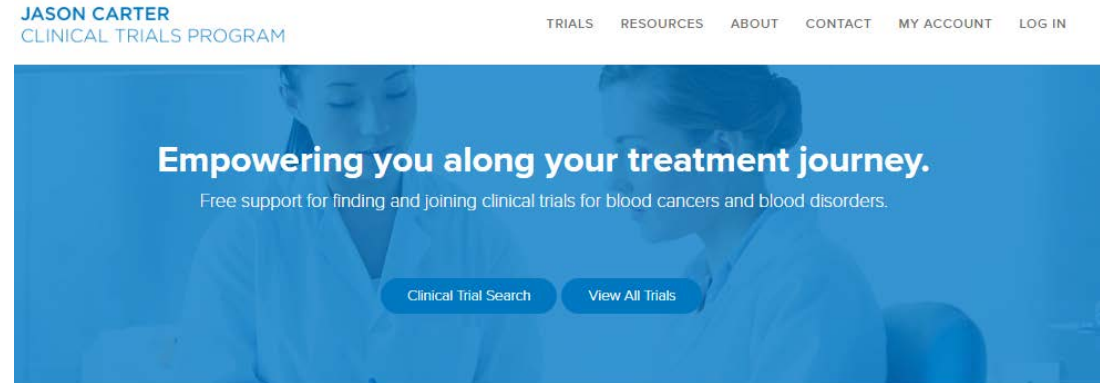 JASON CARTER
CLINICAL TRIALS PROGRAM
TRIALS RESOURCES ABOUT CONTACT MY ACCOUNT LOG IN
Empowering you along your treatment journey.
Free support for finding and joining clinical trials for blood cancers and blood disorders.
Clinical Trial Search View All Trials